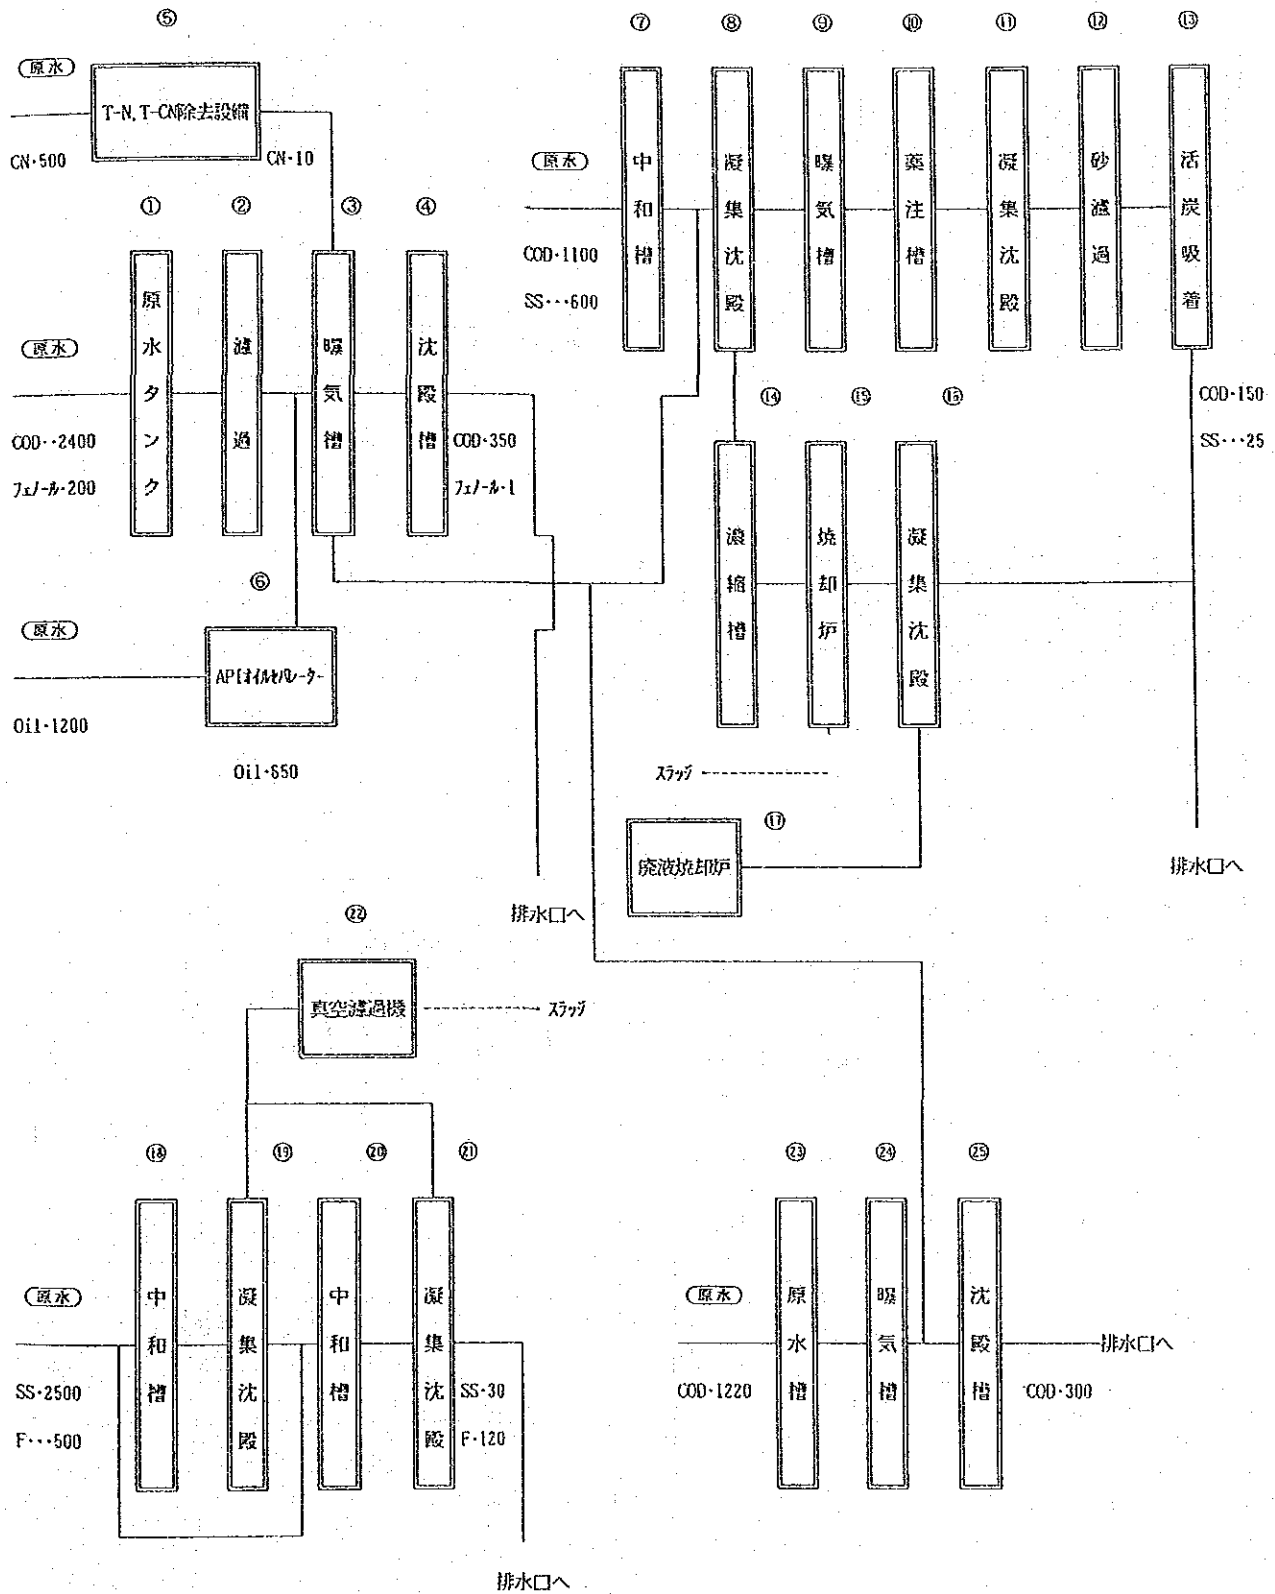 ⑤
原水
T-N,T-CN除去設備
CN・500
CN・10
① ② ③ ④
原水タンク
濾過
曝気槽
沈殿槽
原水
COD・・2400
フェノール・200
COD・350
フェノール・1
⑥
原水
APIオイルセパレーター
Oil・1200
Oil・850
⑦ ⑧ ⑨ ⑩ ⑪ ⑫ ⑬
原水
中和槽
凝集沈殿
曝気槽
薬注槽
凝集沈殿
砂濾過
活炭吸着
COD・1100
SS・・・600
COD・150
SS・・・25
⑭ ⑮ ⑯
濃縮槽
焼却炉
凝集沈殿
スラッジ
⑰
廃液焼却炉
排水口へ
排水口へ
㉒
真空濾過機
スラッジ
⑱ ⑲ ⑳ ㉑
原水
中和槽
凝集沈殿
中和槽
凝集沈殿
SS・2500
F・・・500
SS・30
F・120
排水口へ
㉓ ㉔ ㉕
原水
原水槽
曝気槽
沈殿槽
排水口へ
COD・1220
COD・300